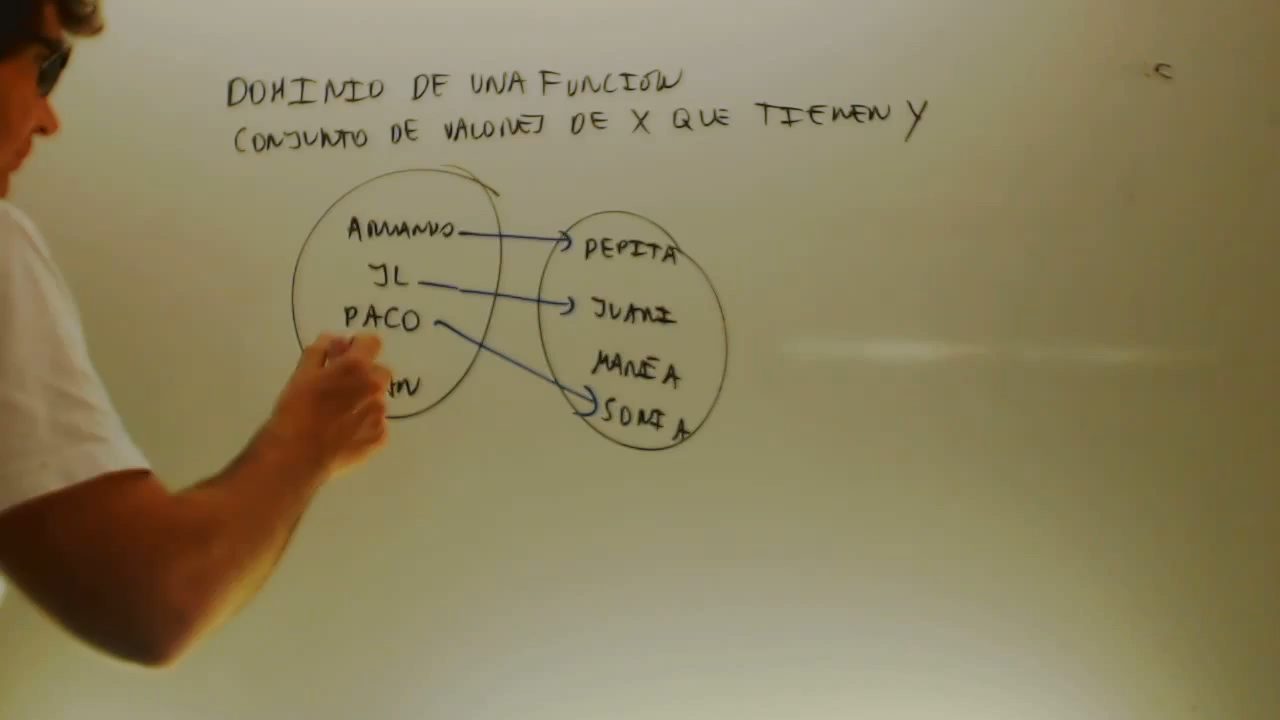 DOMINIO DE UNA FUNCIÓN
CONJUNTO DE VALORES DE X QUE TIENEN Y
ARMANDO PEPITA
JL JUANI
PACO MARÍA
SONIA